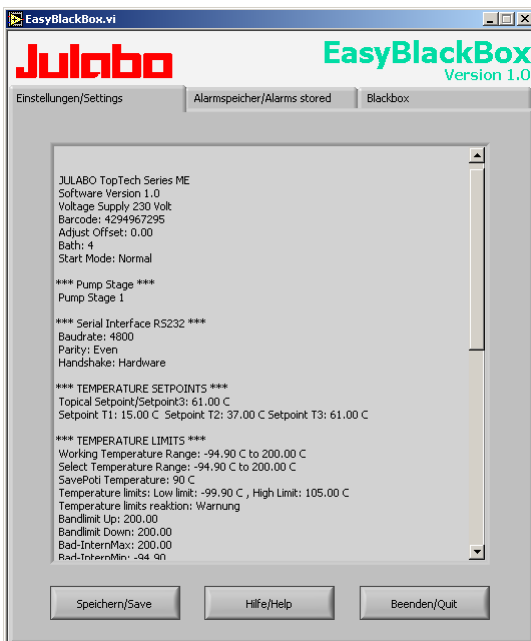 EasyBlackBox.vi
Julabo
EasyBlackBox
Version 1.0
Einstellungen/Settings
Alarmspeicher/Alarms stored
Blackbox
JULABO TopTech Series ME
Software Version 1.0
Voltage Supply 230 Volt
Barcode: 4294967295
Adjust Offset: 0.00
Bath: 4
Start Mode: Normal
*** Pump Stage ***
Pump Stage 1
*** Serial Interface RS232 ***
Baudrate: 4800
Parity: Even
Handshake: Hardware
*** TEMPERATURE SETPOINTS ***
Topical Setpoint/Setpoint3: 61.00 C
Setpoint T1: 15.00 C Setpoint T2: 37.00 C Setpoint T3: 61.00 C
*** TEMPERATURE LIMITS ***
Working Temperature Range: -94.90 C to 200.00 C
Select Temperature Range: -94.90 C to 200.00 C
SavePoti Temperature: 90 C
Temperature limits: Low limit: -99.90 C , High Limit: 105.00 C
Temperature limits reaktion: Warnung
Bandlimit Up: 200.00
Bandlimit Down: 200.00
Bad-InternMax: 200.00
Bad-InternMin: -94.90
Speichern/Save
Hilfe/Help
Beenden/Quit